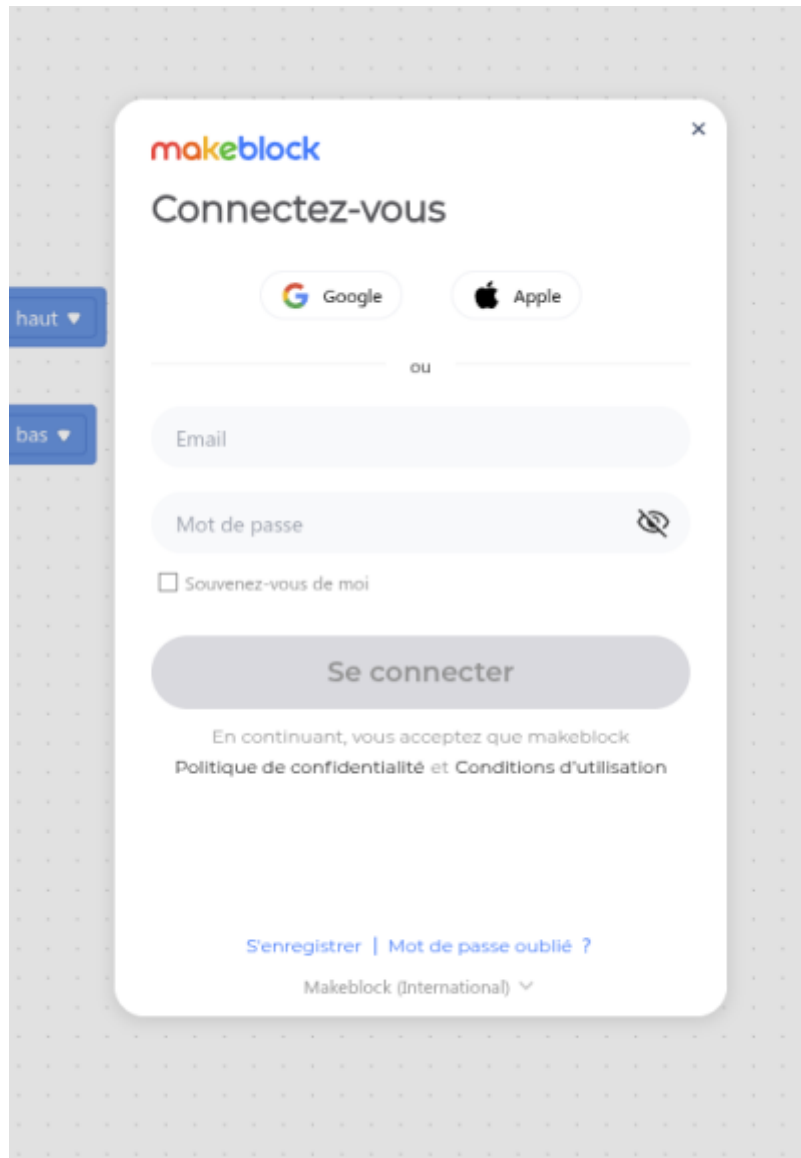 makeblock
Connectez-vous
Google
Apple
haut
ou
bas
Email
Mot de passe
Souvenez-vous de moi
Se connecter
En continuant, vous acceptez que makeblock
Politique de confidentialité et Conditions d'utilisation
S'enregistrer | Mot de passe oublié ?
Makeblock (International)